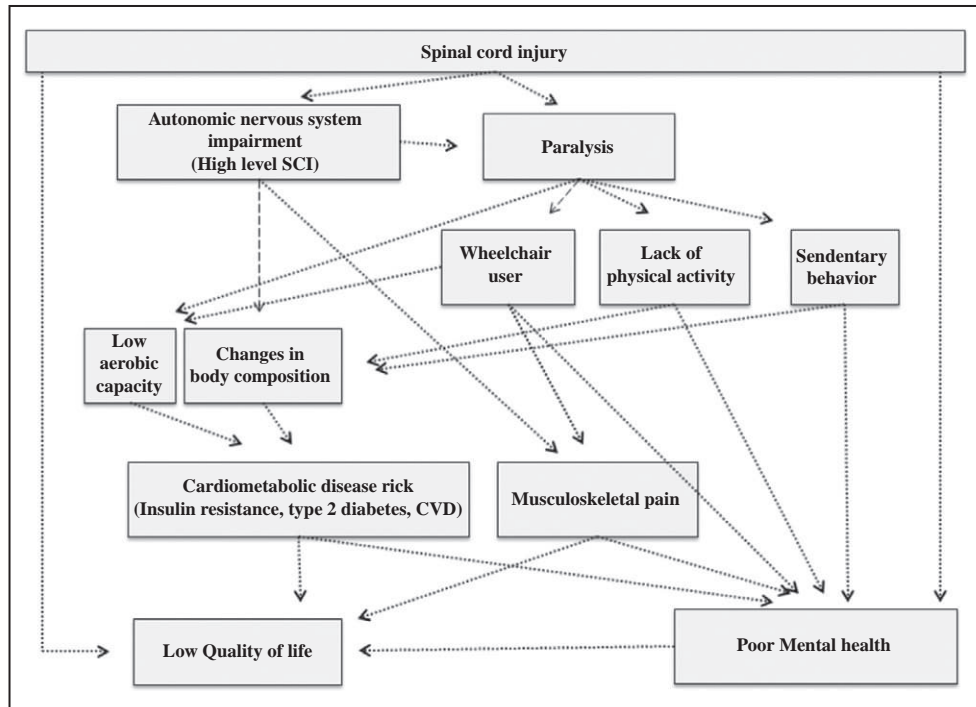 Spinal cord injury
Autonomic nervous system
impairment
(High level SCI)
Paralysis
Wheelchair
user
Lack of
physical activity
Sendentary
behavior
Low
aerobic
capacity
Changes in
body composition
Cardiometabolic disease rick
(Insulin resistance, type 2 diabetes, CVD)
Musculoskeletal pain
Low Quality of life
Poor Mental health